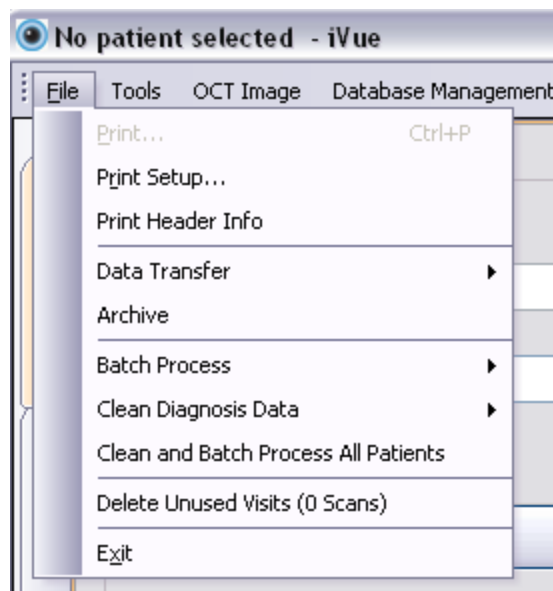 No patient selected - iVue
File Tools OCT Image Database Management
Print... Ctrl+P
Print Setup...
Print Header Info
Data Transfer
Archive
Batch Process
Clean Diagnosis Data
Clean and Batch Process All Patients
Delete Unused Visits (0 Scans)
Exit